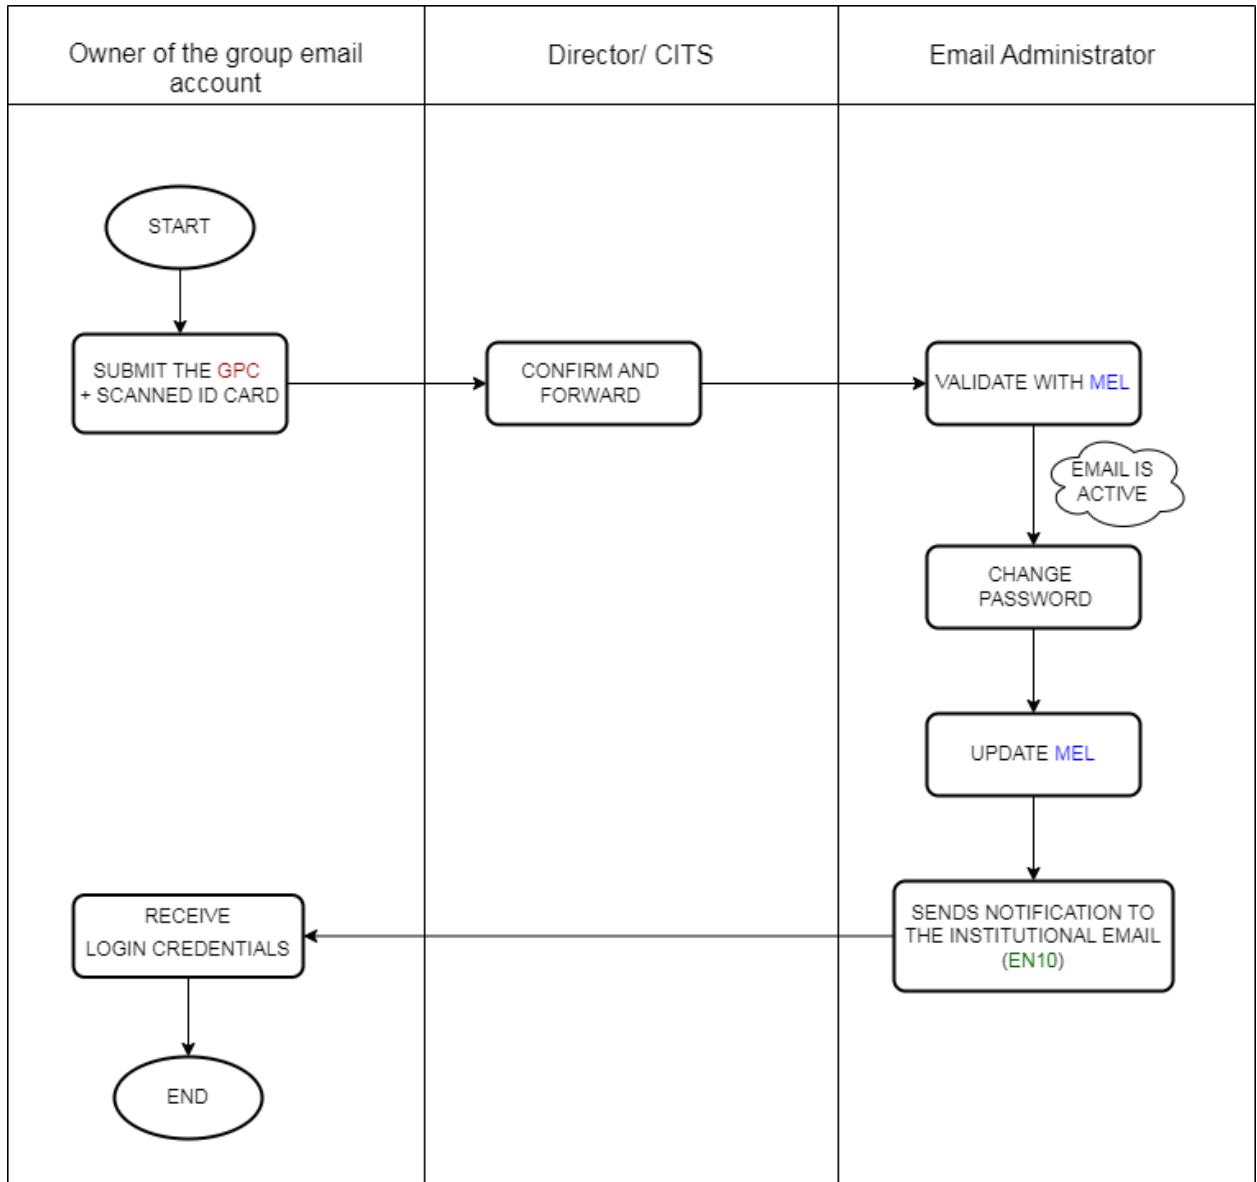 Owner of the group email
account
Director/ CITS
Email Administrator
START
SUBMIT THE GPC
+ SCANNED ID CARD
CONFIRM AND
FORWARD
VALIDATE WITH MEL
EMAIL IS
ACTIVE
CHANGE
PASSWORD
UPDATE MEL
SENDS NOTIFICATION TO
THE INSTITUTIONAL EMAIL
(EN10)
RECEIVE
LOGIN CREDENTIALS
END